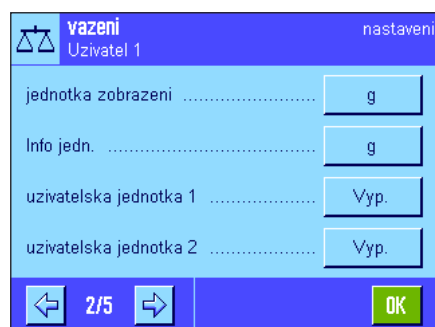 vazeni nastaveni
Uzivatel 1
jednotka zobrazeni ........................ g
Info jedn. ..................................... g
uzivatelska jednotka 1 ................... Vyp.
uzivatelska jednotka 2 ................... Vyp.
2/5 OK